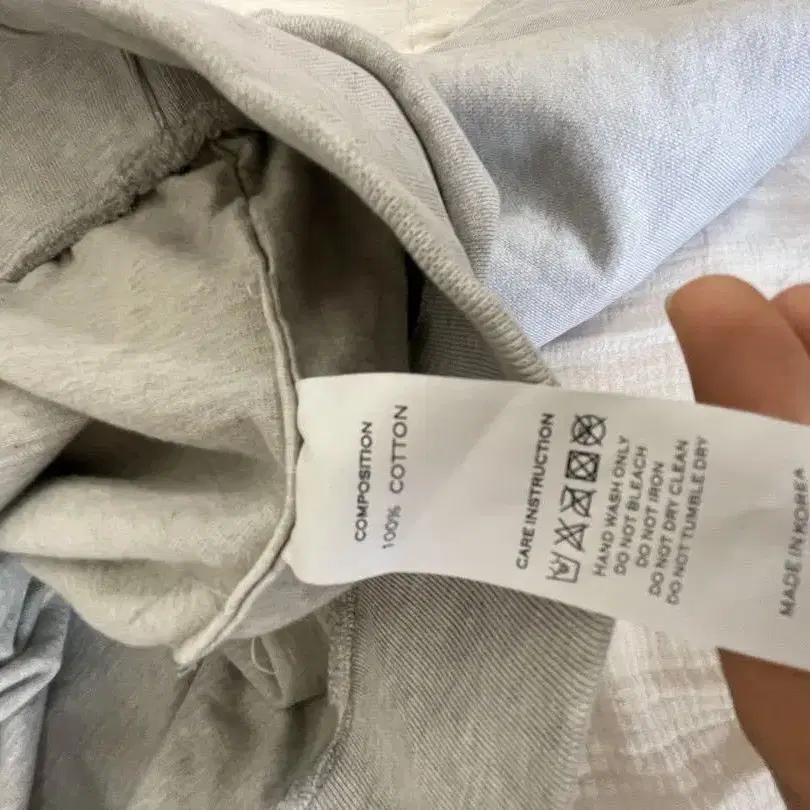 COMPOSITION
100% COTTON
CARE INSTRUCTION
HAND WASH ONLY
DO NOT BLEACH
DO NOT IRON
DO NOT DRY CLEAN
DO NOT TUMBLE DRY
MADE IN KOREA